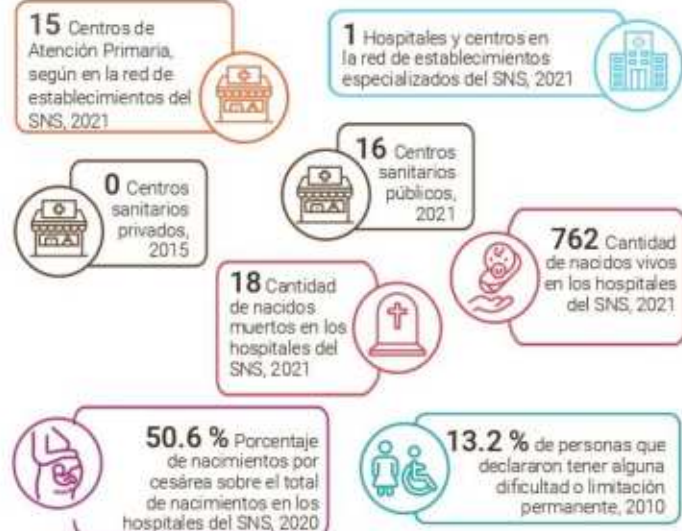 15 Centros de
Atención Primaria,
según en la red de
establecimientos del
SNS, 2021
1 Hospitales y centros en
la red de establecimientos
especializados del SNS, 2021
0 Centros
sanitarios
privados,
2015
16 Centros
sanitarios
públicos,
2021
18 Cantidad
de nacidos
muertos en los
hospitales del
SNS, 2021
762 Cantidad
de nacidos vivos
en los hospitales
del SNS, 2021
50.6 % Porcentaje
de nacimientos por
cesárea sobre el total
de nacimientos en los
hospitales del SNS, 2020
13.2 % de personas que
declararon tener alguna
dificultad o limitación
permanente, 2010